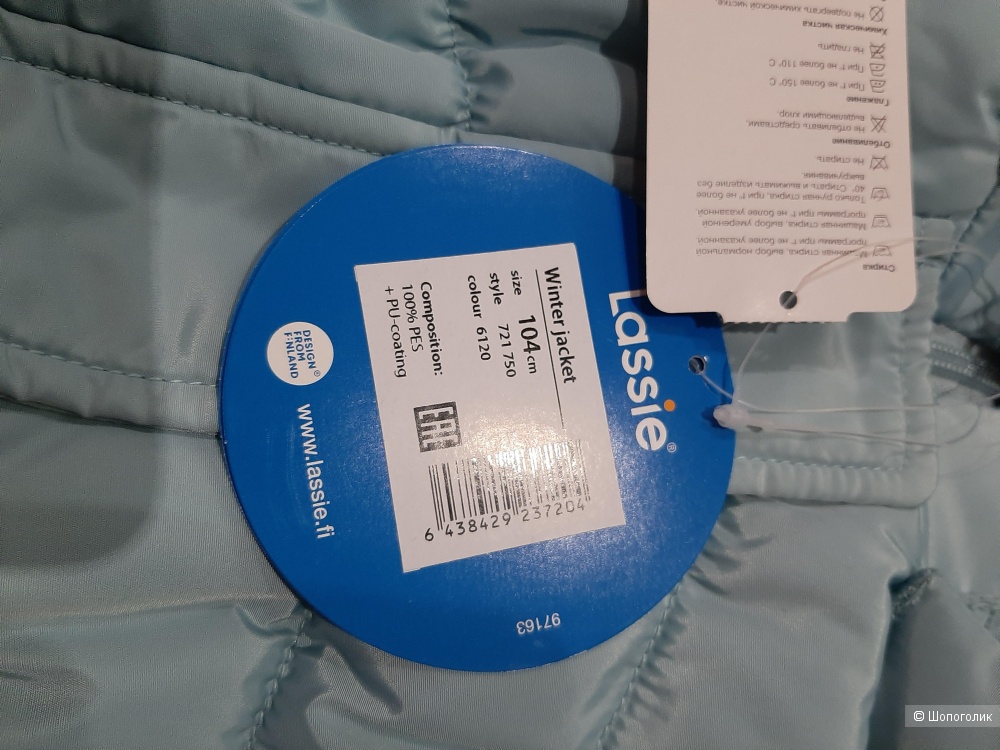 Lassie®
Winter jacket
size 104 cm
style 721 750
colour 6120
Composition:
100% PES
+ PU-coating
EAC
6 438429 237204
DESIGN
FROM
FINLAND
®
www.lassie.fi
97163
Стирка
Машинная стирка, выбор нормальной
программы при t° не более указанной.
Машинная стирка, выбор умеренной
программы при t° не более указанной.
Только ручная стирка, при t° не более
40° C. Стирать и выжимать изделие без
выкручивания.
Не стирать.
Отбеливание
Не отбеливать средствами,
выделяющими хлор.
Глажение
При t° не более 150° C
При t° не более 110° C
Не гладить
Химическая чистка
Не подвергать химической чистке.
© Шопоголик